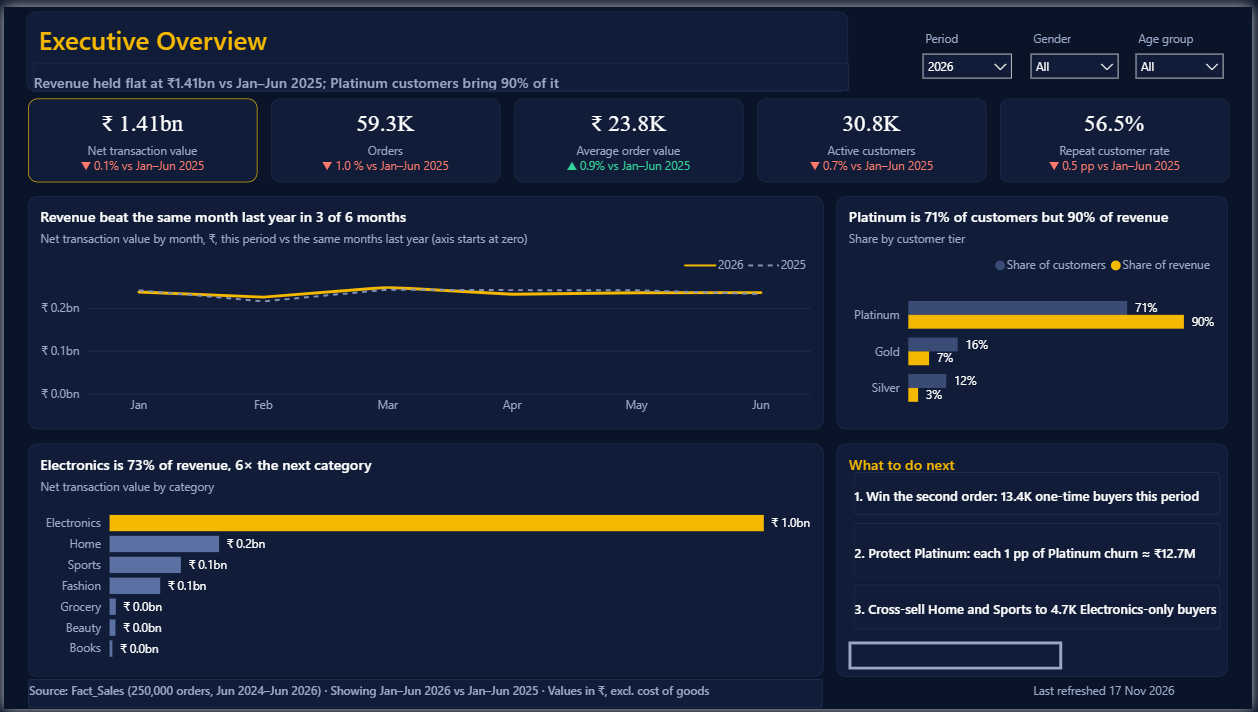 Executive Overview
Revenue held flat at ₹1.41bn vs Jan–Jun 2025; Platinum customers bring 90% of it
Period
2026
Gender
All
Age group
All
₹ 1.41bn
Net transaction value
▼ 0.1% vs Jan–Jun 2025
59.3K
Orders
▼ 1.0 % vs Jan–Jun 2025
₹ 23.8K
Average order value
▲ 0.9% vs Jan–Jun 2025
30.8K
Active customers
▼ 0.7% vs Jan–Jun 2025
56.5%
Repeat customer rate
▼ 0.5 pp vs Jan–Jun 2025
Revenue beat the same month last year in 3 of 6 months
Net transaction value by month, ₹, this period vs the same months last year (axis starts at zero)
2026 2025
₹ 0.2bn
₹ 0.1bn
₹ 0.0bn
Jan Feb Mar Apr May Jun
Platinum is 71% of customers but 90% of revenue
Share by customer tier
Share of customers Share of revenue
Platinum 71%
90%
Gold 16%
7%
Silver 12%
3%
Electronics is 73% of revenue, 6× the next category
Net transaction value by category
Electronics ₹ 1.0bn
Home ₹ 0.2bn
Sports ₹ 0.1bn
Fashion ₹ 0.1bn
Grocery ₹ 0.0bn
Beauty ₹ 0.0bn
Books ₹ 0.0bn
What to do next
1. Win the second order: 13.4K one-time buyers this period
2. Protect Platinum: each 1 pp of Platinum churn ≈ ₹12.7M
3. Cross-sell Home and Sports to 4.7K Electronics-only buyers
Source: Fact_Sales (250,000 orders, Jun 2024–Jun 2026) · Showing Jan–Jun 2026 vs Jan–Jun 2025 · Values in ₹, excl. cost of goods
Last refreshed 17 Nov 2026